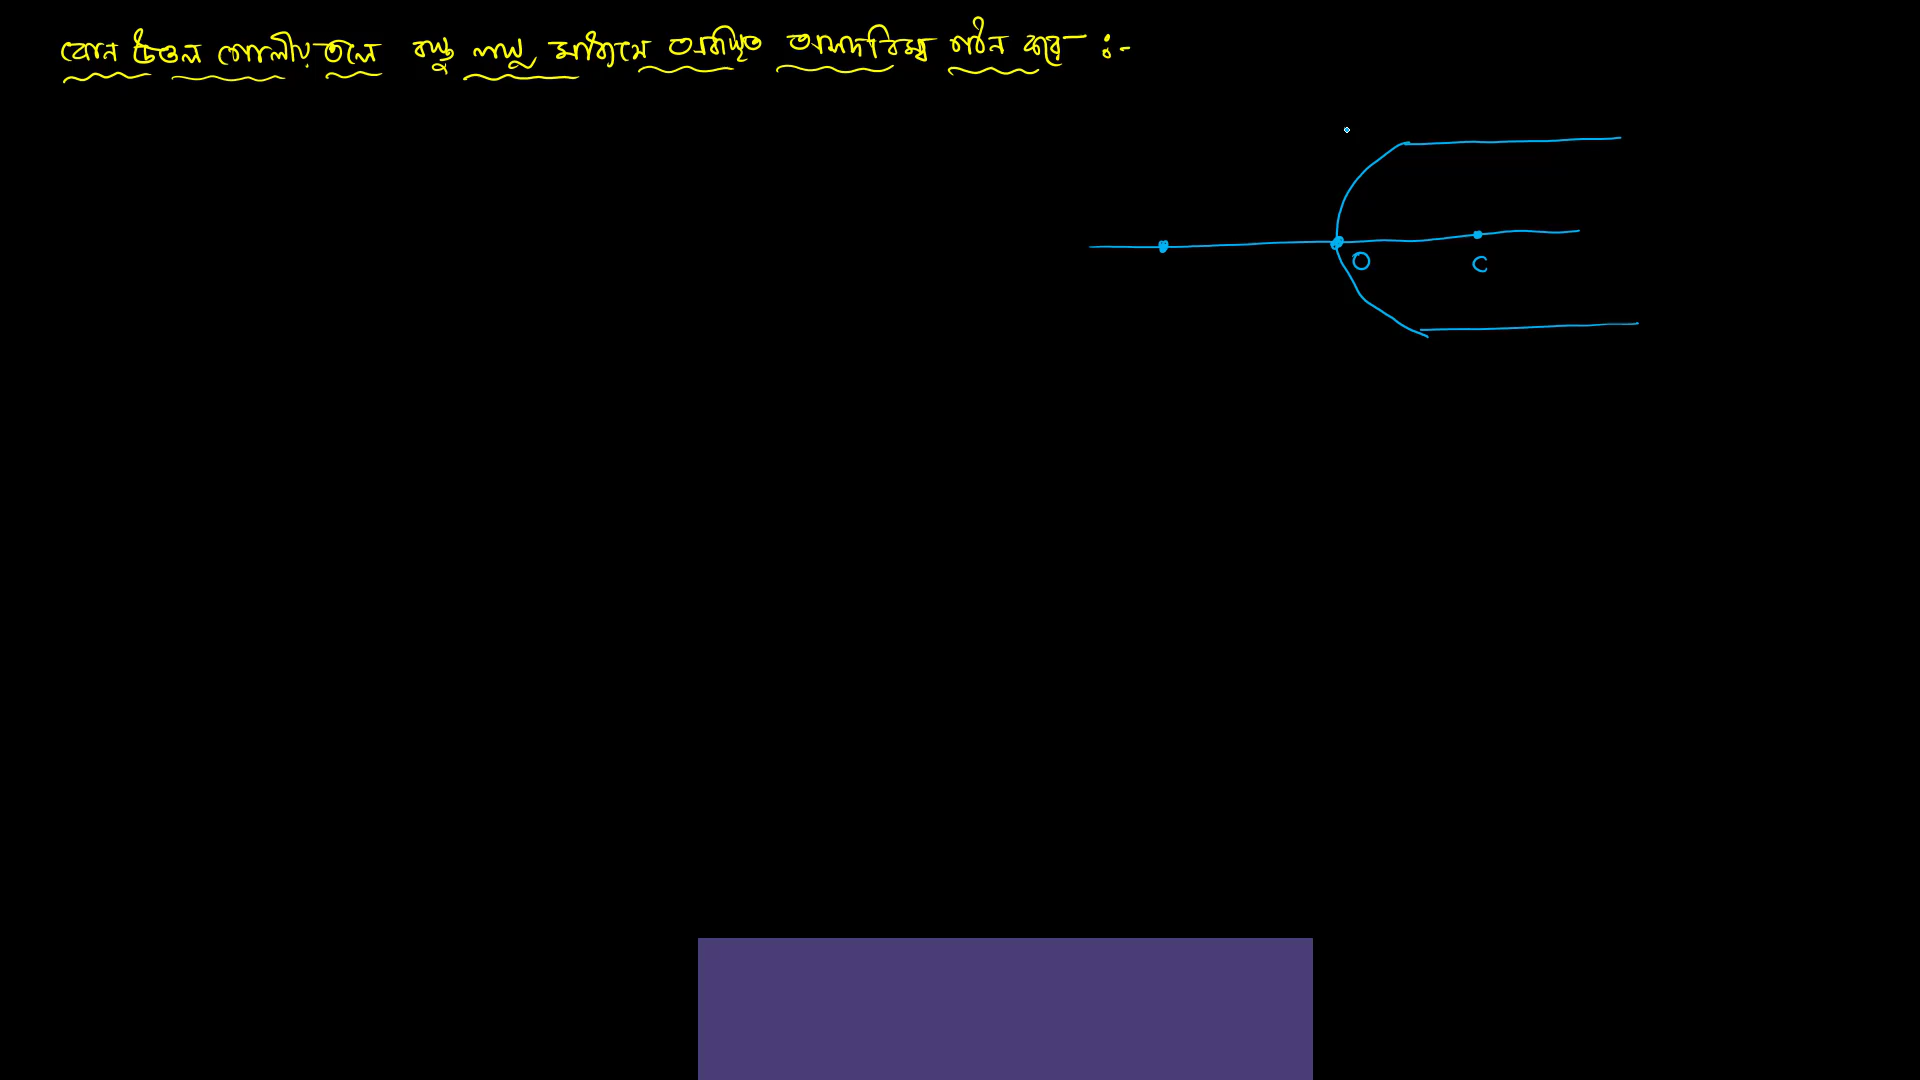 কোন উত্তল গোলীয় তলে বস্তু লঘু মাধ্যমে অবস্থিত অসদবিম্ব গঠন করে :-
O
C